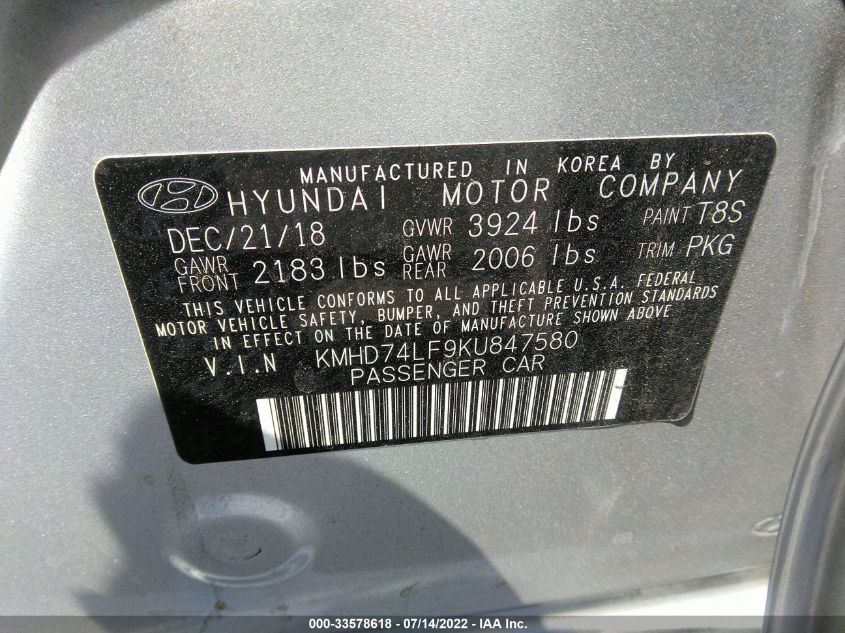 MANUFACTURED IN KOREA BY
HYUNDAI MOTOR COMPANY
DEC/21/18 GVWR 3924 lbs PAINT T8S
GAWR FRONT 2183 lbs GAWR REAR 2006 lbs TRIM PKG
THIS VEHICLE CONFORMS TO ALL APPLICABLE U.S.A. FEDERAL
MOTOR VEHICLE SAFETY, BUMPER, AND THEFT PREVENTION STANDARDS
IN EFFECT ON THE DATE OF MANUFACTURE SHOWN ABOVE
V.I.N KMHD74LF9KU847580
PASSENGER CAR
000-33578618 - 07/14/2022 - IAA Inc.